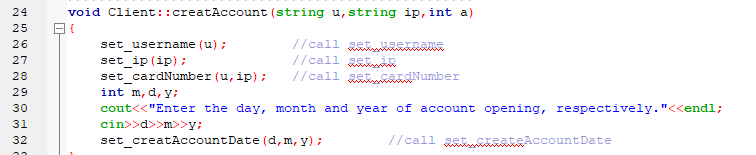 24 void Client::creatAccount(string u,string ip,int a)
25 {
26 set_username(u); //call set_username
27 set_ip(ip); //call set_ip
28 set_cardNumber(u,ip); //call set_cardNumber
29 int m,d,y;
30 cout<<"Enter the day, month and year of account opening, respectively."<<endl;
31 cin>>d>>m>>y;
32 set_creatAccountDate(d,m,y); //call set_createAccountDate